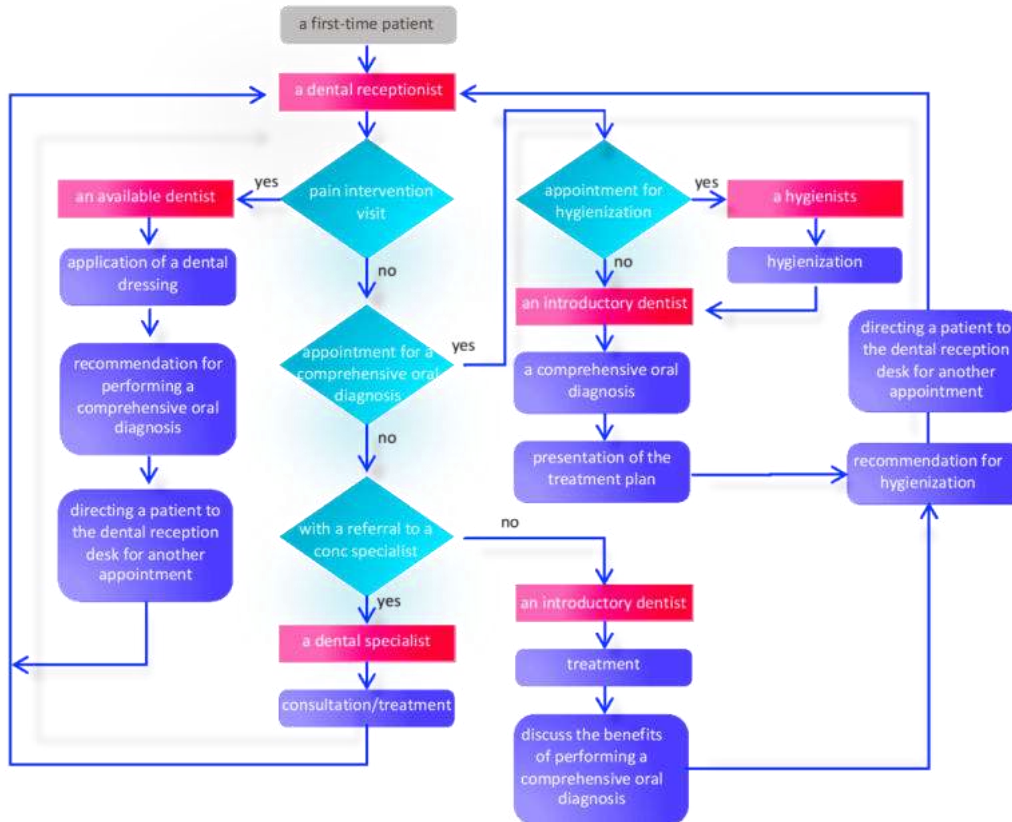 a first-time patient
a dental receptionist
pain intervention
visit
yes
an available dentist
application of a dental
dressing
recommendation for
performing a
comprehensive oral
diagnosis
directing a patient to
the dental reception
desk for another
appointment
no
appointment for a
comprehensive oral
diagnosis
yes
appointment for
hygienization
yes
a hygienists
hygienization
no
an introductory dentist
a comprehensive oral
diagnosis
presentation of the
treatment plan
recommendation for
hygienization
directing a patient to
the dental reception
desk for another
appointment
no
with a referral to a
conc specialist
yes
a dental specialist
consultation/treatment
no
an introductory dentist
treatment
discuss the benefits
of performing a
comprehensive oral
diagnosis